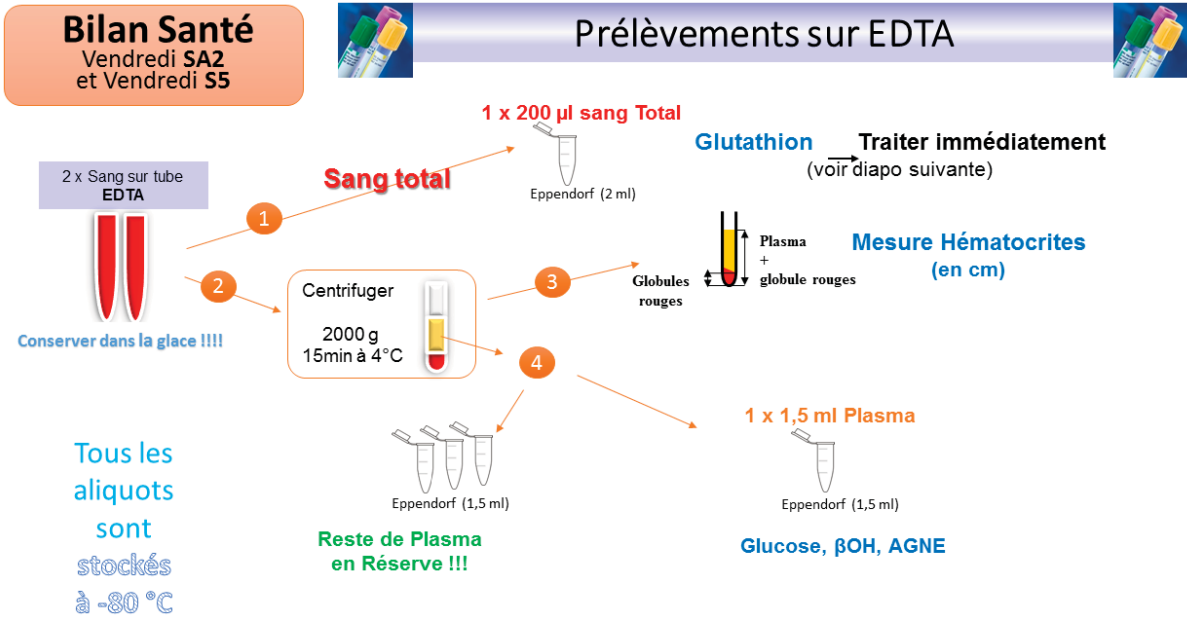 Bilan Santé
Vendredi SA2
et Vendredi S5
Prélèvements sur EDTA
1 x 200 µl sang Total
Eppendorf (2 ml)
Glutathion Traiter immédiatement
(voir diapo suivante)
2 x Sang sur tube
EDTA
Conserver dans la glace !!!!
Sang total
1
2
Centrifuger
2000 g
15min à 4°C
3
Globules
rouges
Plasma
+
globule rouges
Mesure Hématocrites
(en cm)
4
Eppendorf (1,5 ml)
Reste de Plasma
en Réserve !!!
1 x 1,5 ml Plasma
Eppendorf (1,5 ml)
Glucose, βOH, AGNE
Tous les
aliquots
sont
stockés
à -80 °C